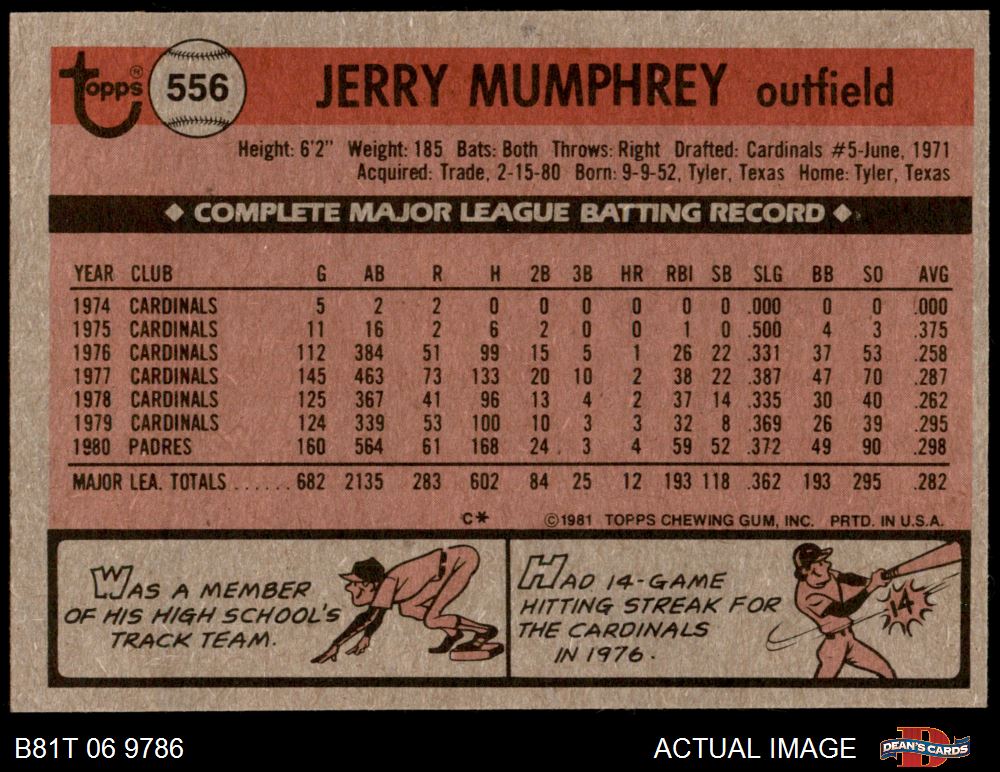 topps®
556
JERRY MUMPHREY outfield
Height: 6'2" Weight: 185 Bats: Both Throws: Right Drafted: Cardinals #5-June, 1971
Acquired: Trade, 2-15-80 Born: 9-9-52, Tyler, Texas Home: Tyler, Texas
◆ COMPLETE MAJOR LEAGUE BATTING RECORD ◆
YEAR CLUB G AB R H 2B 3B HR RBI SB SLG BB SO AVG
1974 CARDINALS 5 2 2 0 0 0 0 0 0 .000 0 0 .000
1975 CARDINALS 11 16 2 6 2 0 0 1 0 .500 4 3 .375
1976 CARDINALS 112 384 51 99 15 5 1 26 22 .331 37 53 .258
1977 CARDINALS 145 463 73 133 20 10 2 38 22 .387 47 70 .287
1978 CARDINALS 125 367 41 96 13 4 2 37 14 .335 30 40 .262
1979 CARDINALS 124 339 53 100 10 3 3 32 8 .369 26 39 .295
1980 PADRES 160 564 61 168 24 3 4 59 52 .372 49 90 .298
MAJOR LEA. TOTALS ...... 682 2135 283 602 84 25 12 193 118 .362 193 295 .282
C* ©1981 TOPPS CHEWING GUM, INC. PRTD. IN U.S.A.
WAS A MEMBER
OF HIS HIGH SCHOOL'S
TRACK TEAM.
HAD 14-GAME
HITTING STREAK FOR
THE CARDINALS
IN 1976.
14
B81T 06 9786
ACTUAL IMAGE
D
DEAN'S CARDS